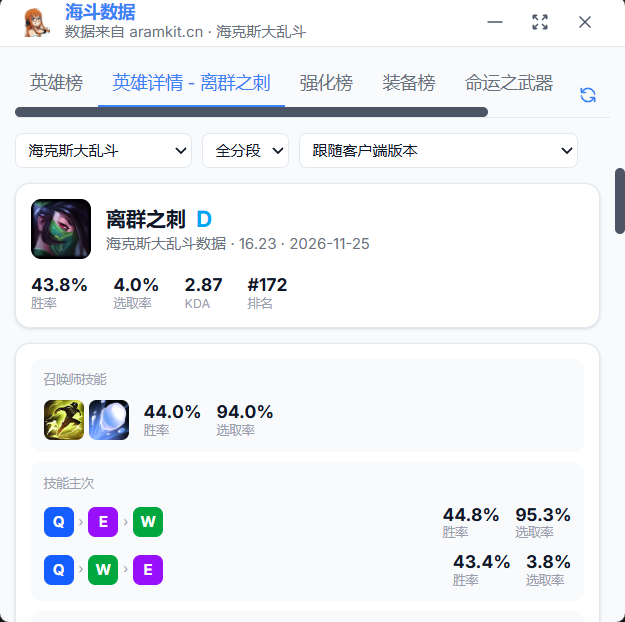 海斗数据
数据来自 aramkit.cn · 海克斯大乱斗
英雄榜 英雄详情 - 离群之刺 强化榜 装备榜 命运之武器
海克斯大乱斗 全分段 跟随客户端版本
离群之刺 D
海克斯大乱斗数据 · 16.23 · 2026-11-25
43.8% 4.0% 2.87 #172
胜率 选取率 KDA 排名
召唤师技能
44.0% 94.0%
胜率 选取率
技能主次
Q › E › W 44.8% 95.3%
胜率 选取率
Q › W › E 43.4% 3.8%
胜率 选取率